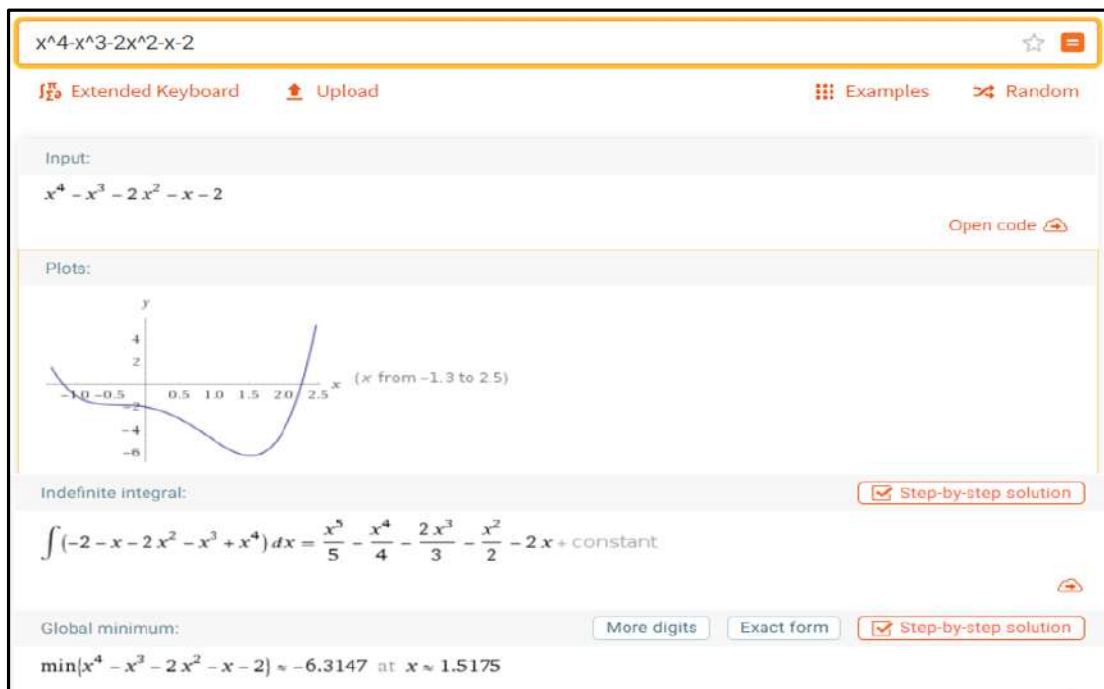 x^4-x^3-2x^2-x-2
Extended Keyboard Upload Examples Random
Input:
x⁴ – x³ – 2 x² – x – 2
Open code
Plots:
y
4
2
x (x from –1.3 to 2.5)
–1.0 –0.5 0.5 1.0 1.5 2.0 2.5
–2
–4
–6
Indefinite integral: Step-by-step solution
∫(–2 – x – 2 x² – x³ + x⁴) dx = x⁵/5 – x⁴/4 – 2 x³/3 – x²/2 – 2 x + constant
Global minimum: More digits Exact form Step-by-step solution
min{x⁴ – x³ – 2 x² – x – 2} ≈ –6.3147 at x ≈ 1.5175